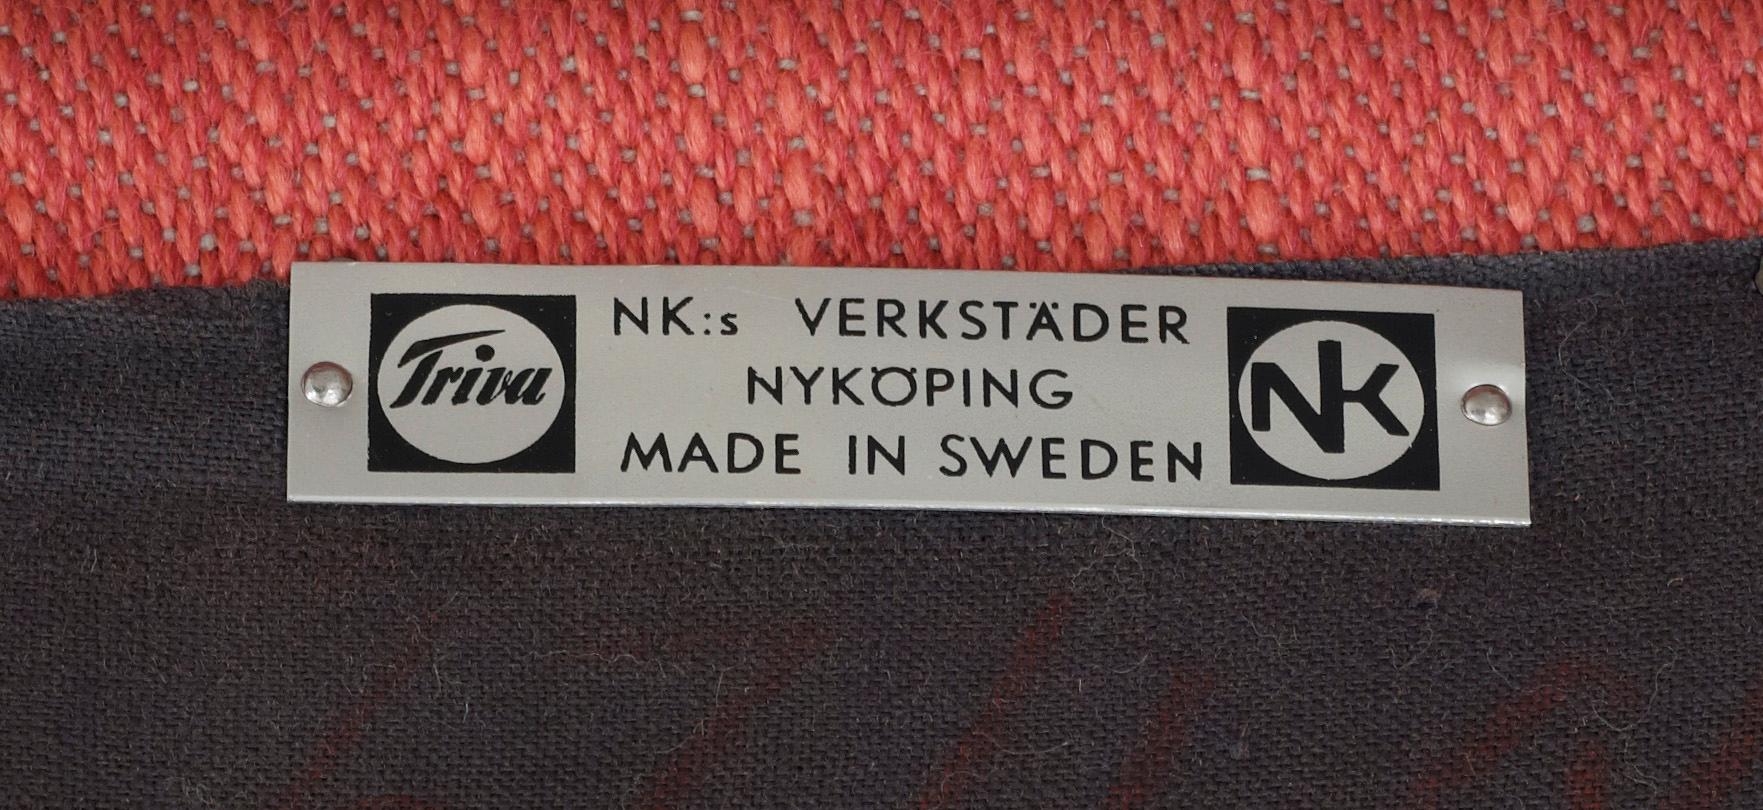 Triva
NK:s VERKSTÄDER
NYKÖPING
MADE IN SWEDEN
NK